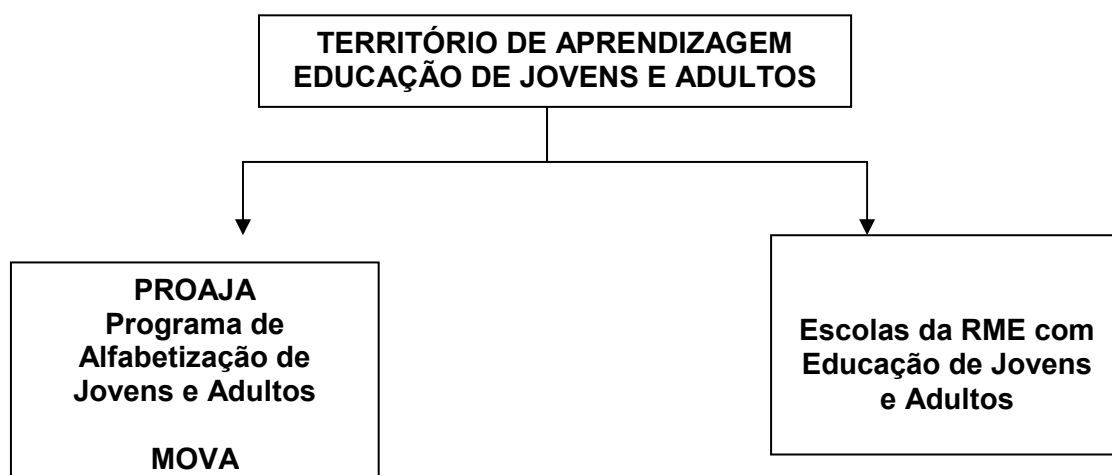 TERRITÓRIO DE APRENDIZAGEM
EDUCAÇÃO DE JOVENS E ADULTOS
PROAJA
Programa de
Alfabetização de
Jovens e Adultos
MOVA
Escolas da RME com
Educação de Jovens
e Adultos